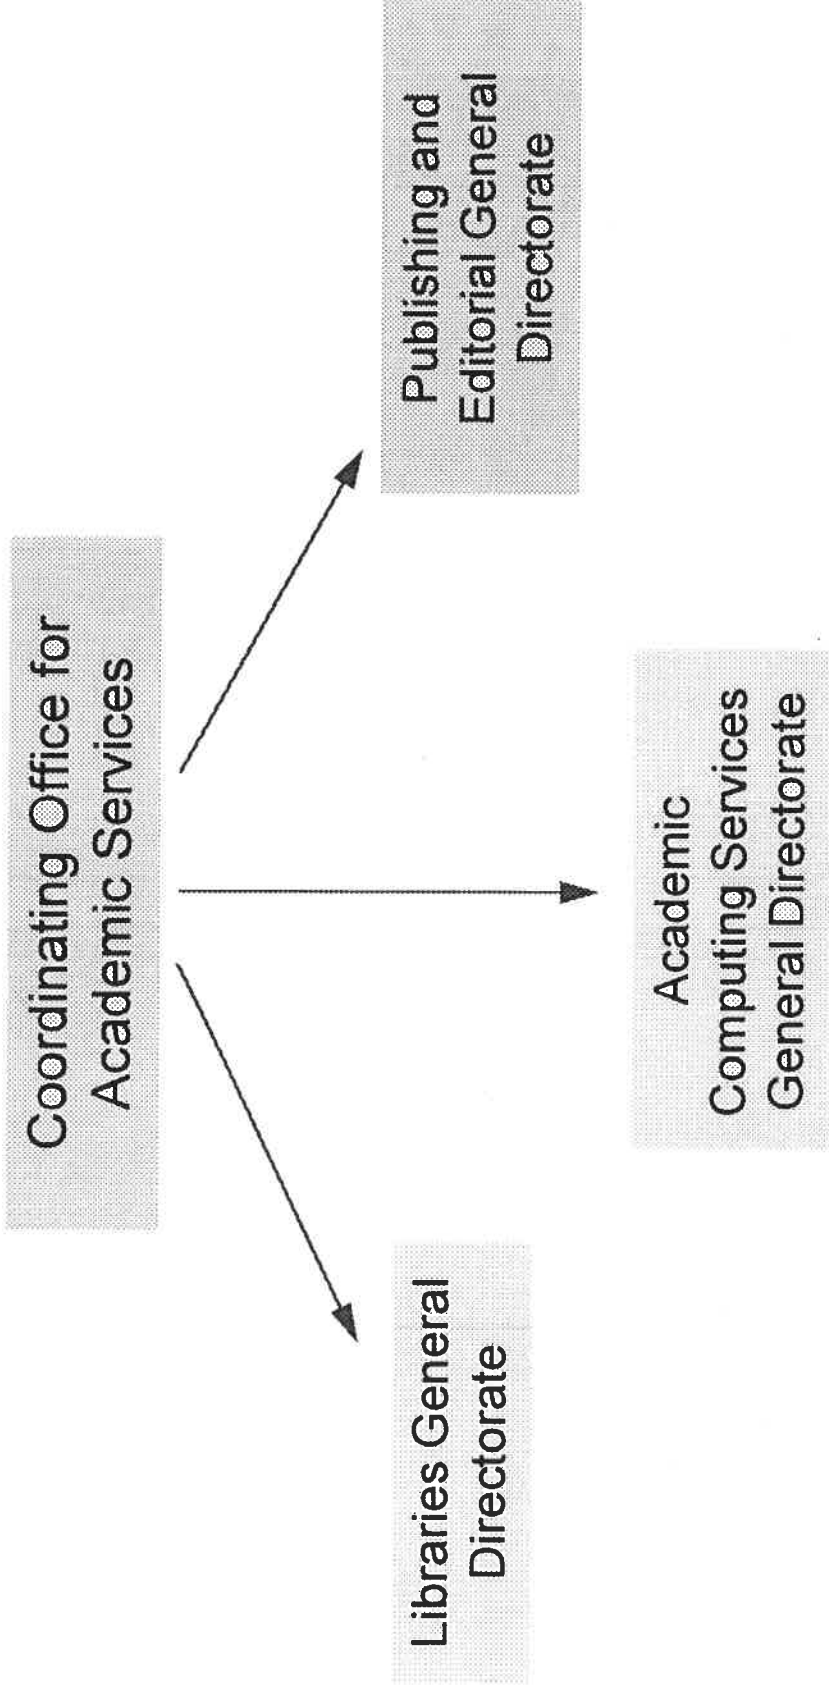 Coordinating Office for
Academic Services
Libraries General
Directorate
Academic
Computing Services
General Directorate
Publishing and
Editorial General
Directorate